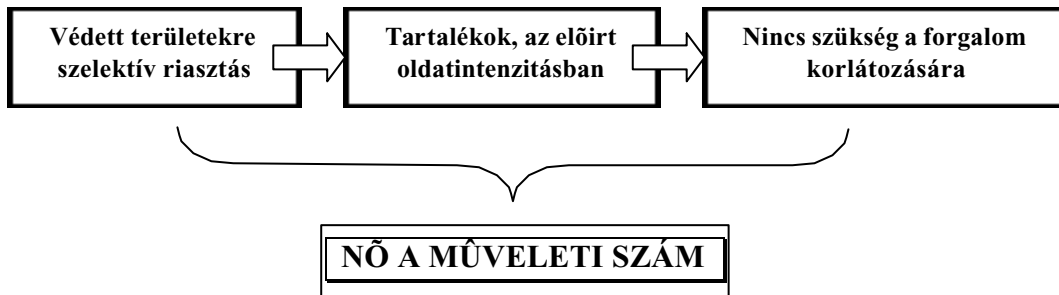 Védett területekre
szelektív riasztás
Tartalékok, az elõirt
oldatintenzitásban
Nincs szükség a forgalom
korlátozására
NÕ A MÛVELETI SZÁM